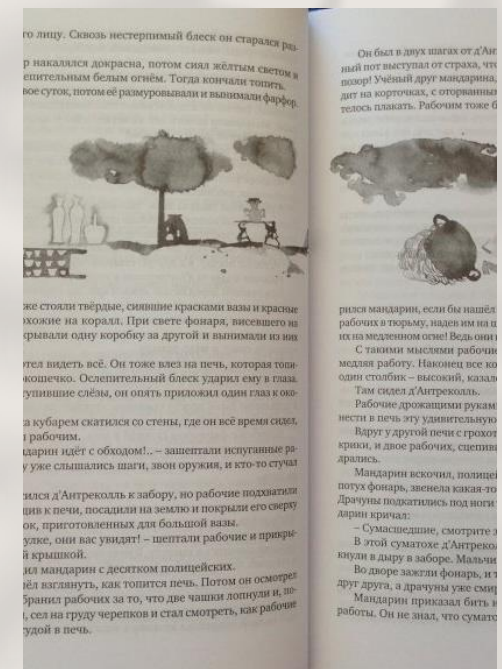 го лицу. Сквозь нестерпимый блеск он старался раз-
р накалялся докрасна, потом сиял жёлтым светом и
епительным белым огнём. Тогда кончали топить.
вое суток, потом её размуровывали и вынимали фарфор.
же стояли твёрдые, сиявшие красками вазы и красные
охожие на коралл. При свете фонаря, висевшего на
крывали одну коробку за другой и вынимали из них
отел видеть всё. Он тоже влез на печь, которая топи-
кошечко. Ослепительный блеск ударил ему в глаза.
тупившие слёзы, он опять приложил один глаз к око-
а кубарем скатился со стены, где он всё время сидел,
рабочим.
ндарин идёт с обходом!.. – зашептали испуганные ра-
у уже слышались шаги, звон оружия, и кто-то стучал
сился д'Антреколль к забору, но рабочие подхватили
щив к печи, посадили на землю и покрыли его сверху
ок, приготовленных для большой вазы.
улке, они вас увидят! – шептали рабочие и прикры-
й крышкой.
ил мандарин с десятком полицейских.
ёл взглянуть, как топится печь. Потом он осмотрел
бранил рабочих за то, что две чашки лопнули и, по-
, сел на груду черепков и стал смотреть, как рабочие
судой в печь.
Он был в двух шагах от д'Ан
ный пот выступал от страха, что
позор! Учёный друг мандарина,
дит на корточках, с оторванны
телось плакать. Рабочим тоже б
рился мандарин, если бы нашёл
рабочих в тюрьму, надев им на ш
их на медленном огне! Ведь они н
С такими мыслями рабочи
медляя работу. Наконец все ко
один столбик – высокий, казал
Там сидел д'Антреколль.
Рабочие дрожащими рукам
нести в печь эту удивительную
Вдруг у другой печи с грохот
крики, и двое рабочих, сцепив
дрались.
Мандарин вскочил, полицей
потух фонарь, звенела какая-то
Драчуны подкатились под ноги
дарин кричал:
– Сумасшедшие, смотрите з
В этой суматохе д'Антрекол
кнули в дыру в заборе. Мальчи
Во дворе зажгли фонарь, и т
друг друга, а драчуны уже смир
Мандарин приказал бить и
работы. Он не знал, что сумато